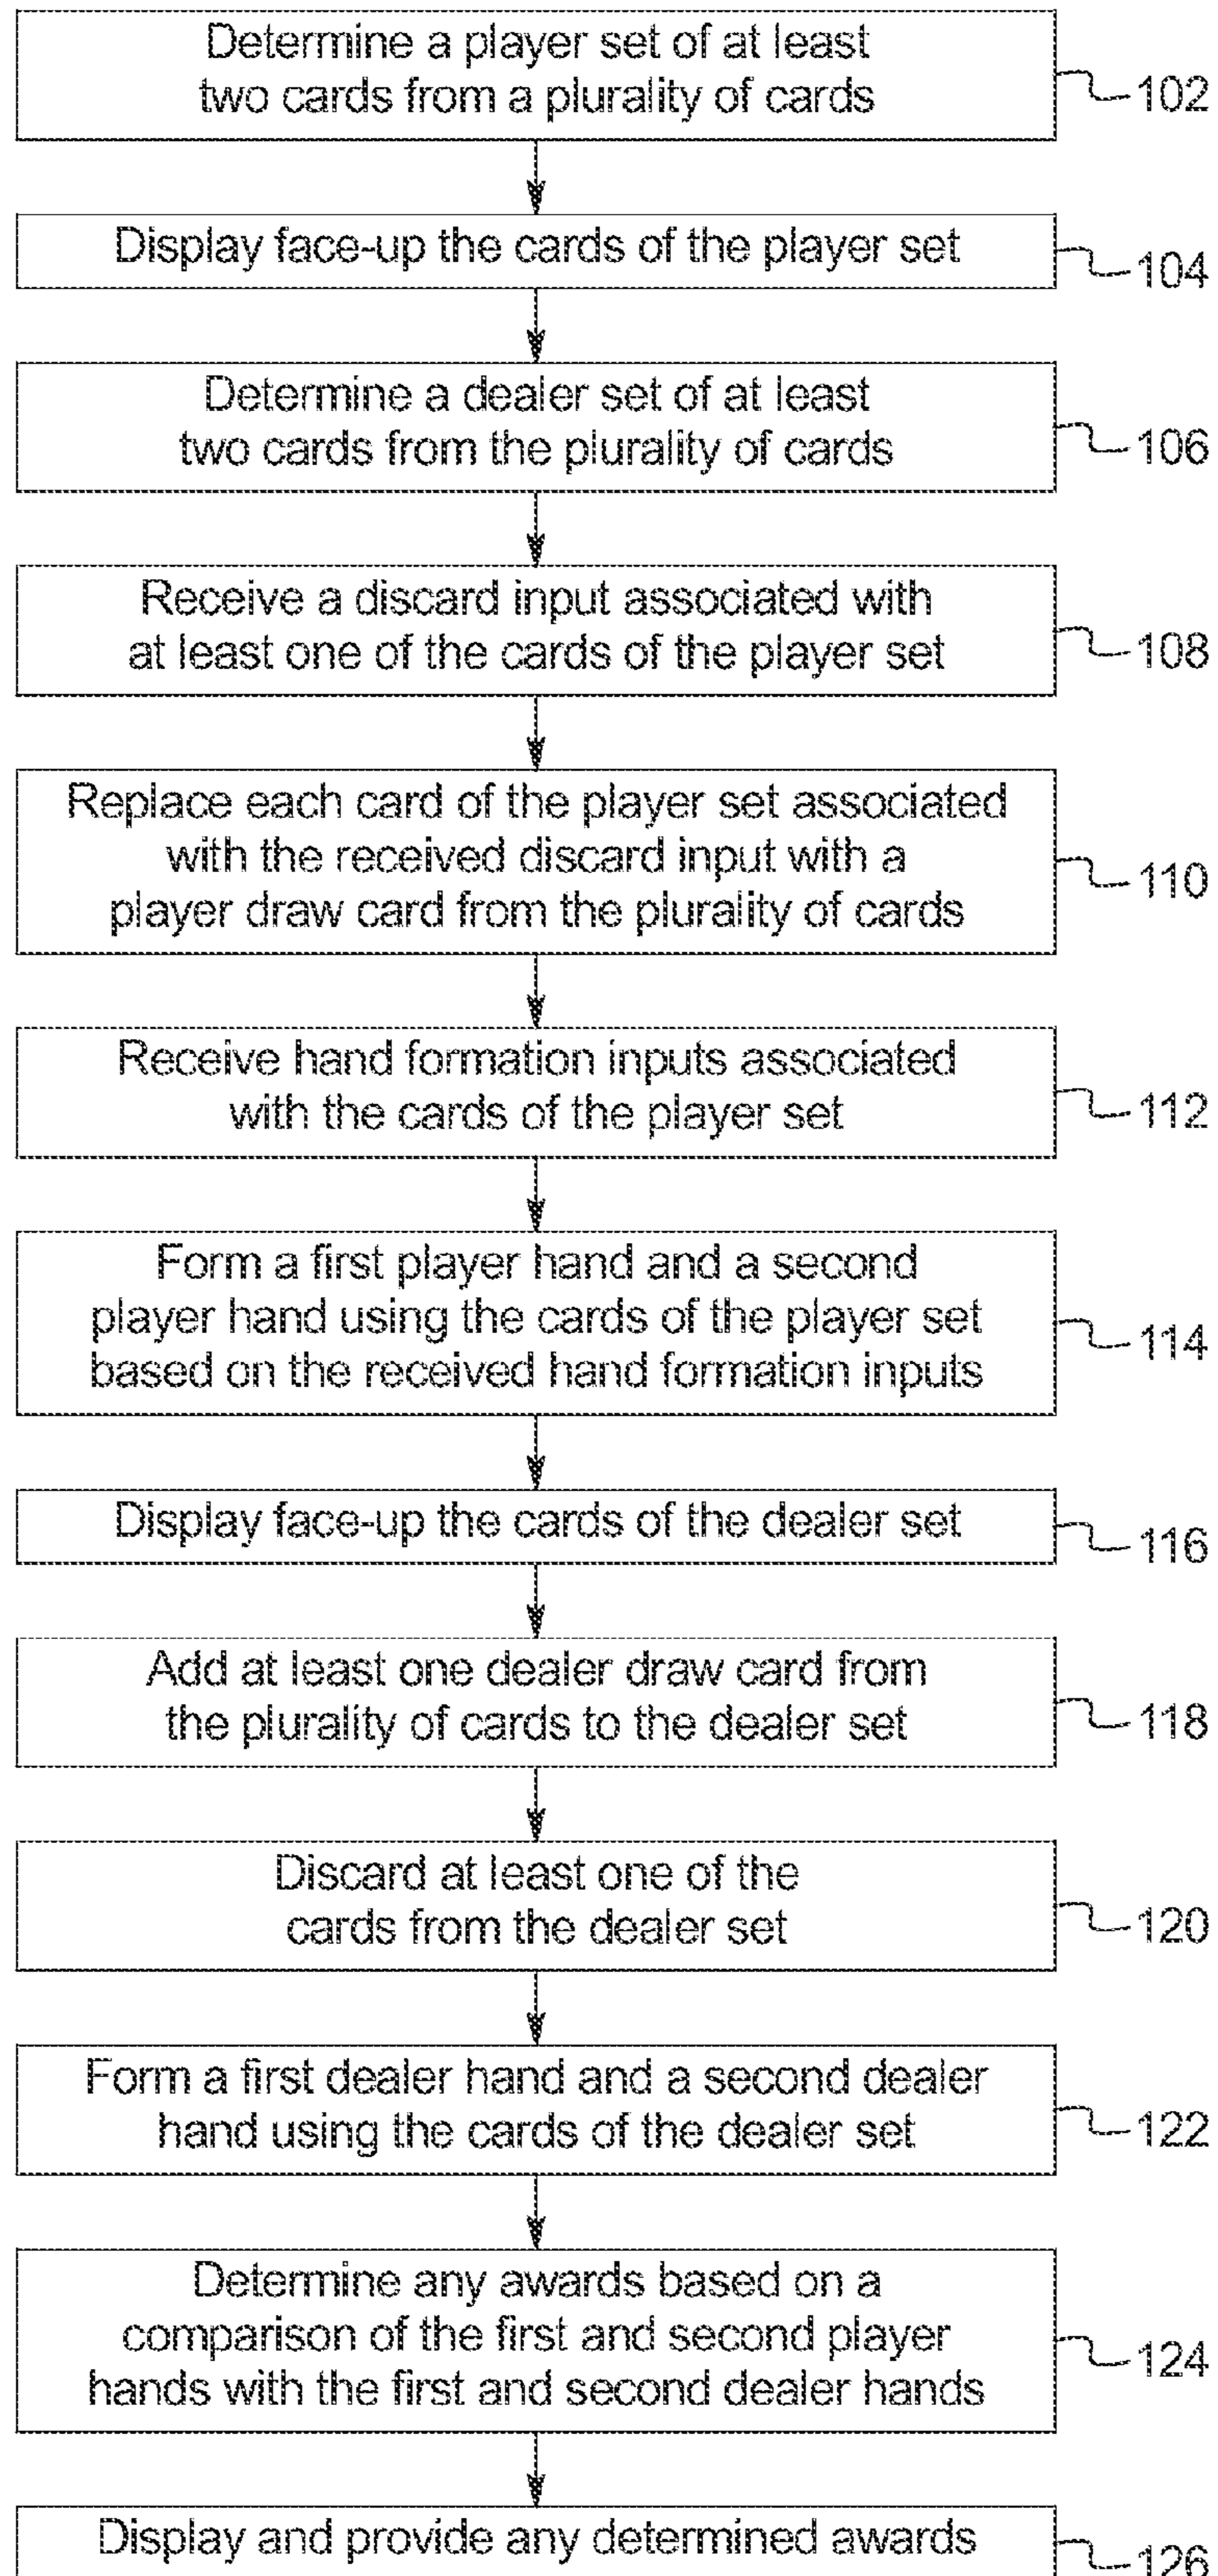 Determine a player set of at least
two cards from a plurality of cards
102
Display face-up the cards of the player set
104
Determine a dealer set of at least
two cards from the plurality of cards
106
Receive a discard input associated with
at least one of the cards of the player set
108
Replace each card of the player set associated
with the received discard input with a
player draw card from the plurality of cards
110
Receive hand formation inputs associated
with the cards of the player set
112
Form a first player hand and a second
player hand using the cards of the player set
based on the received hand formation inputs
114
Display face-up the cards of the dealer set
116
Add at least one dealer draw card from
the plurality of cards to the dealer set
118
Discard at least one of the
cards from the dealer set
120
Form a first dealer hand and a second dealer
hand using the cards of the dealer set
122
Determine any awards based on a
comparison of the first and second player
hands with the first and second dealer hands
124
Display and provide any determined awards
126